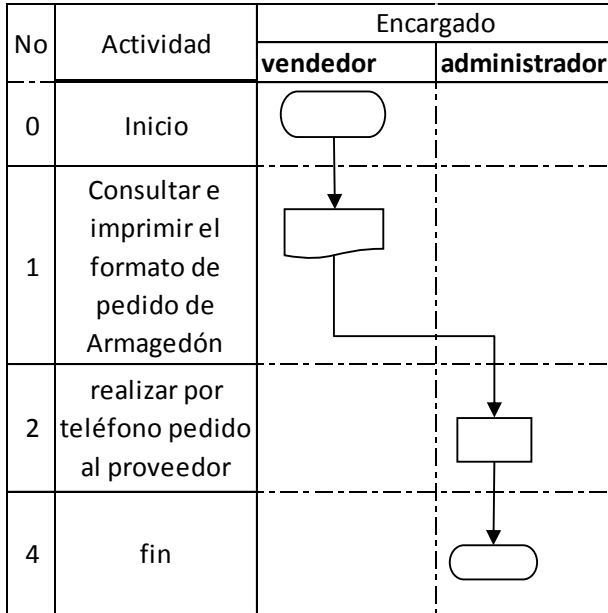 No Actividad Encargado
vendedor administrador
0 Inicio
1 Consultar e
imprimir el
formato de
pedido de
Armagedón
2 realizar por
teléfono pedido
al proveedor
4 fin